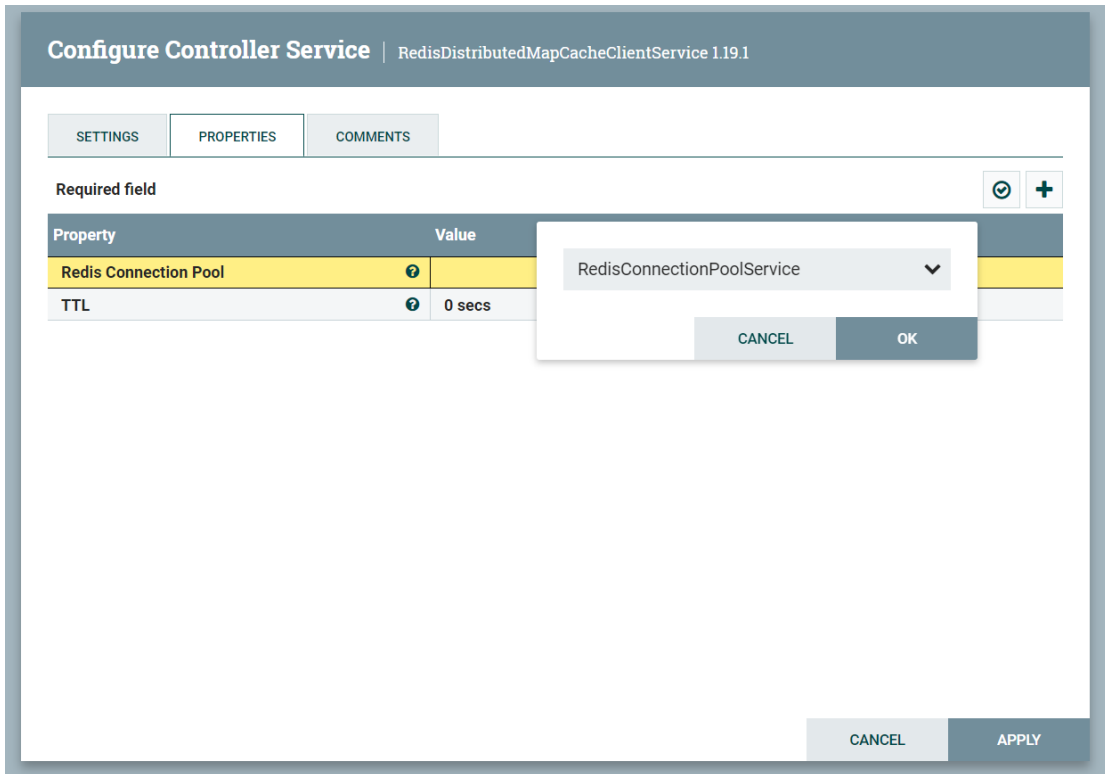 Configure Controller Service | RedisDistributedMapCacheClientService 1.19.1
SETTINGS PROPERTIES COMMENTS
Required field
Property Value
Redis Connection Pool
RedisConnectionPoolService
TTL 0 secs
CANCEL OK
CANCEL APPLY